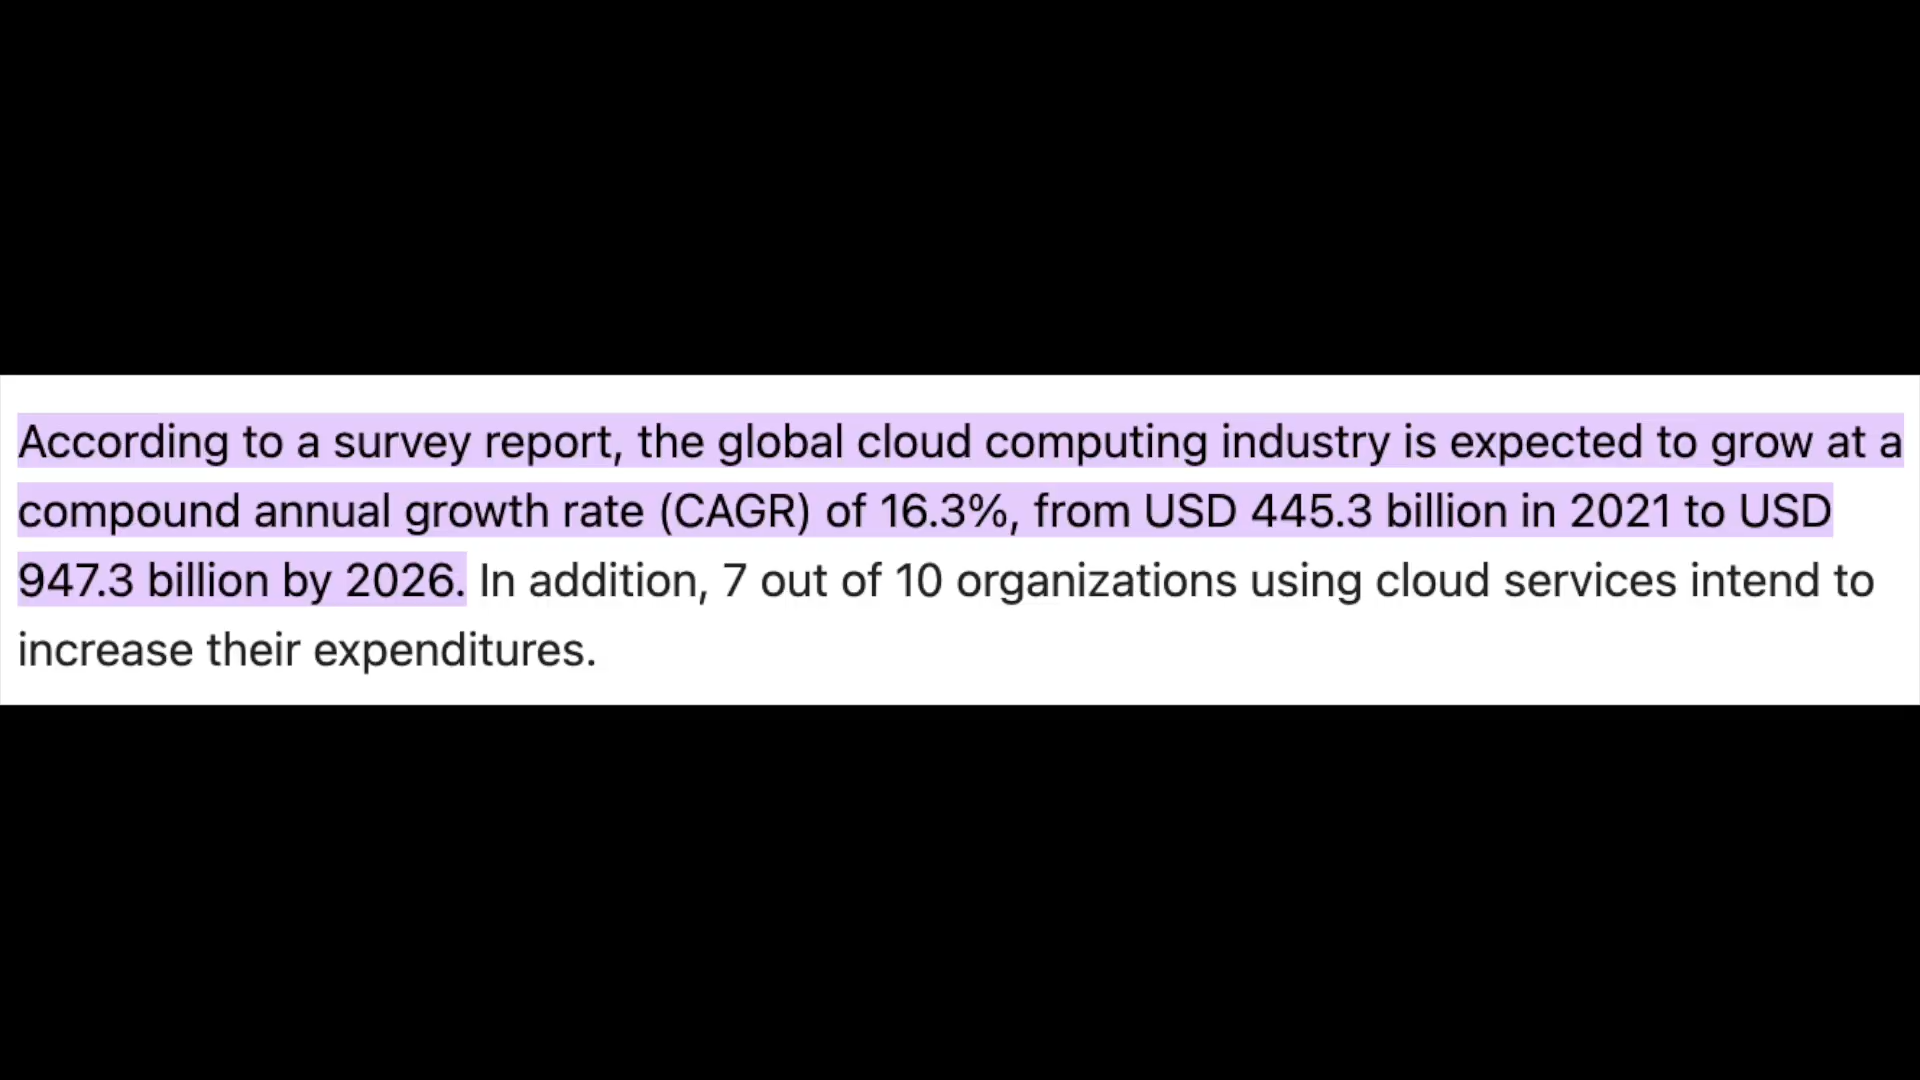 According to a survey report, the global cloud computing industry is expected to grow at a
compound annual growth rate (CAGR) of 16.3%, from USD 445.3 billion in 2021 to USD
947.3 billion by 2026. In addition, 7 out of 10 organizations using cloud services intend to
increase their expenditures.